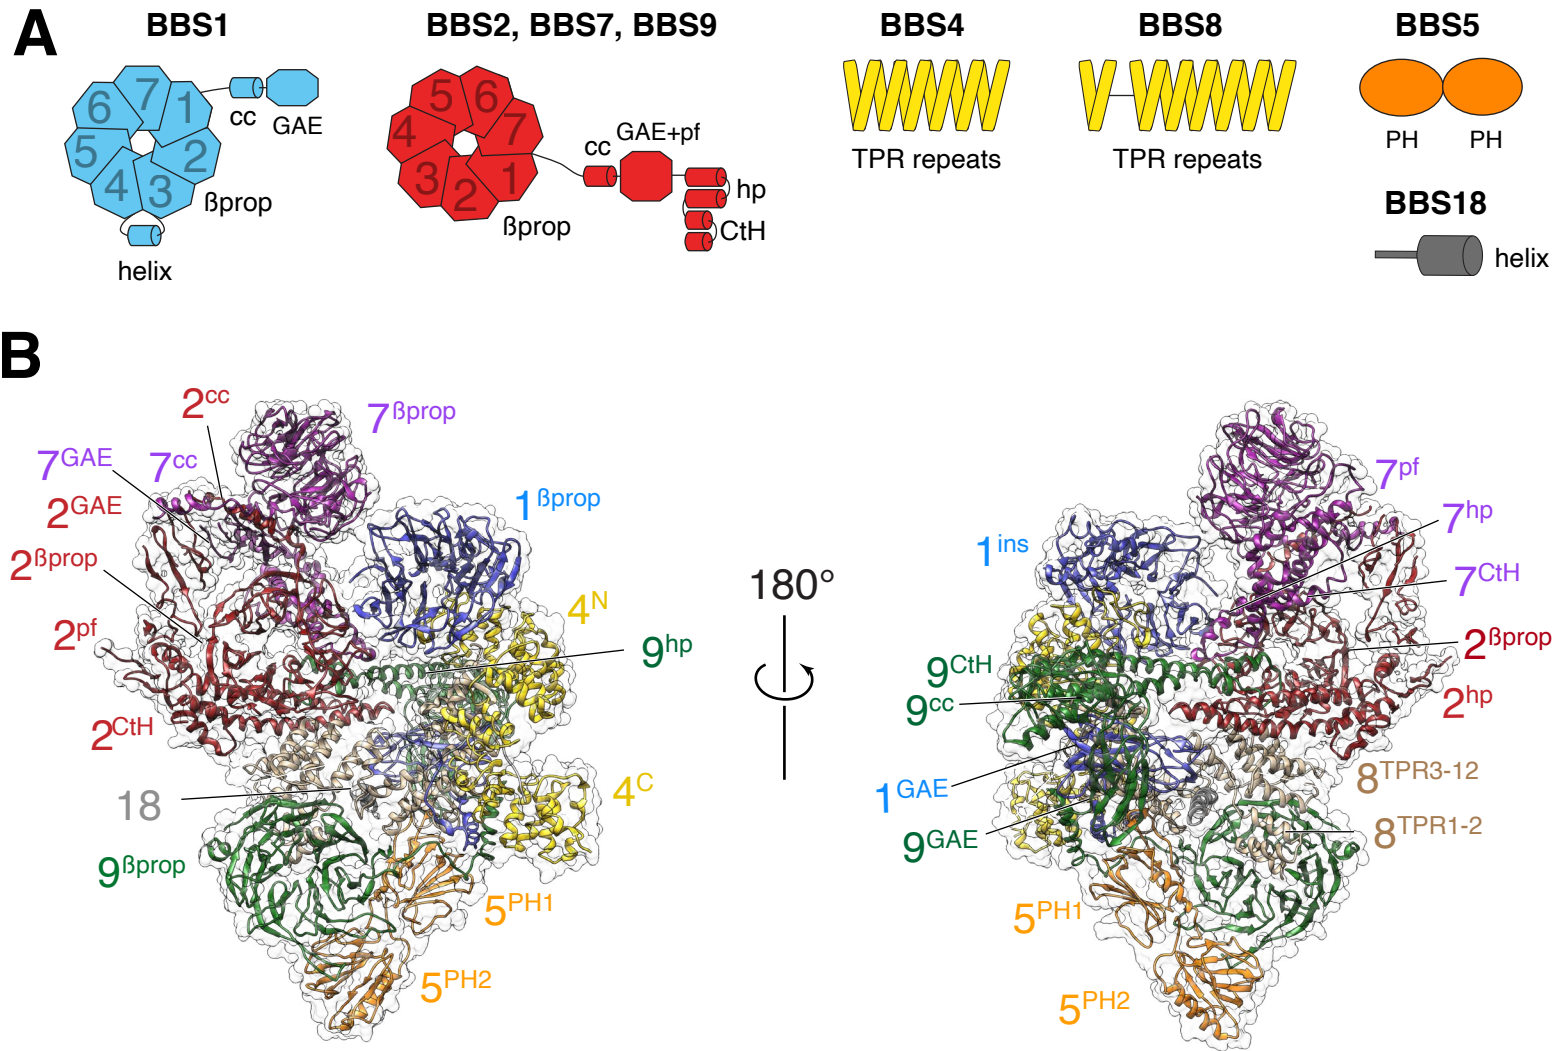 A
BBS1
BBS2, BBS7, BBS9
BBS4
BBS8
BBS5
7
6
1
5
2
4
3
cc
GAE
ßprop
helix
5
6
4
7
3
2
1
cc
GAE+pf
hp
CtH
ßprop
TPR repeats
TPR repeats
PH
PH
BBS18
helix
B
2cc
7ßprop
7GAE
7cc
2GAE
1ßprop
2ßprop
4N
2pf
9hp
2CtH
18
4C
9ßprop
5PH1
5PH2
180°
7pf
7hp
1ins
7CtH
2ßprop
9CtH
9cc
2hp
1GAE
8TPR3-12
9GAE
8TPR1-2
5PH1
5PH2